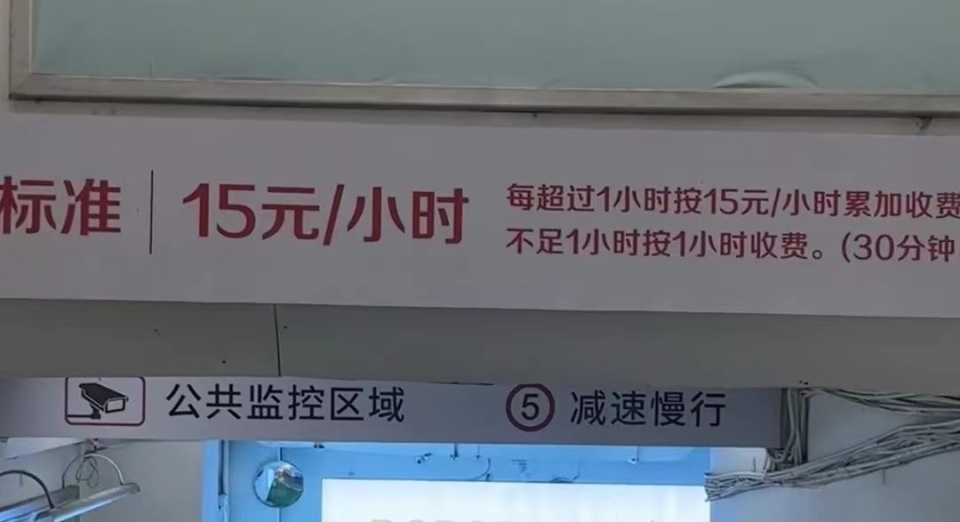 标准 15元/小时
每超过1小时按15元/小时累加收费
不足1小时按1小时收费。(30分钟
公共监控区域 5 减速慢行